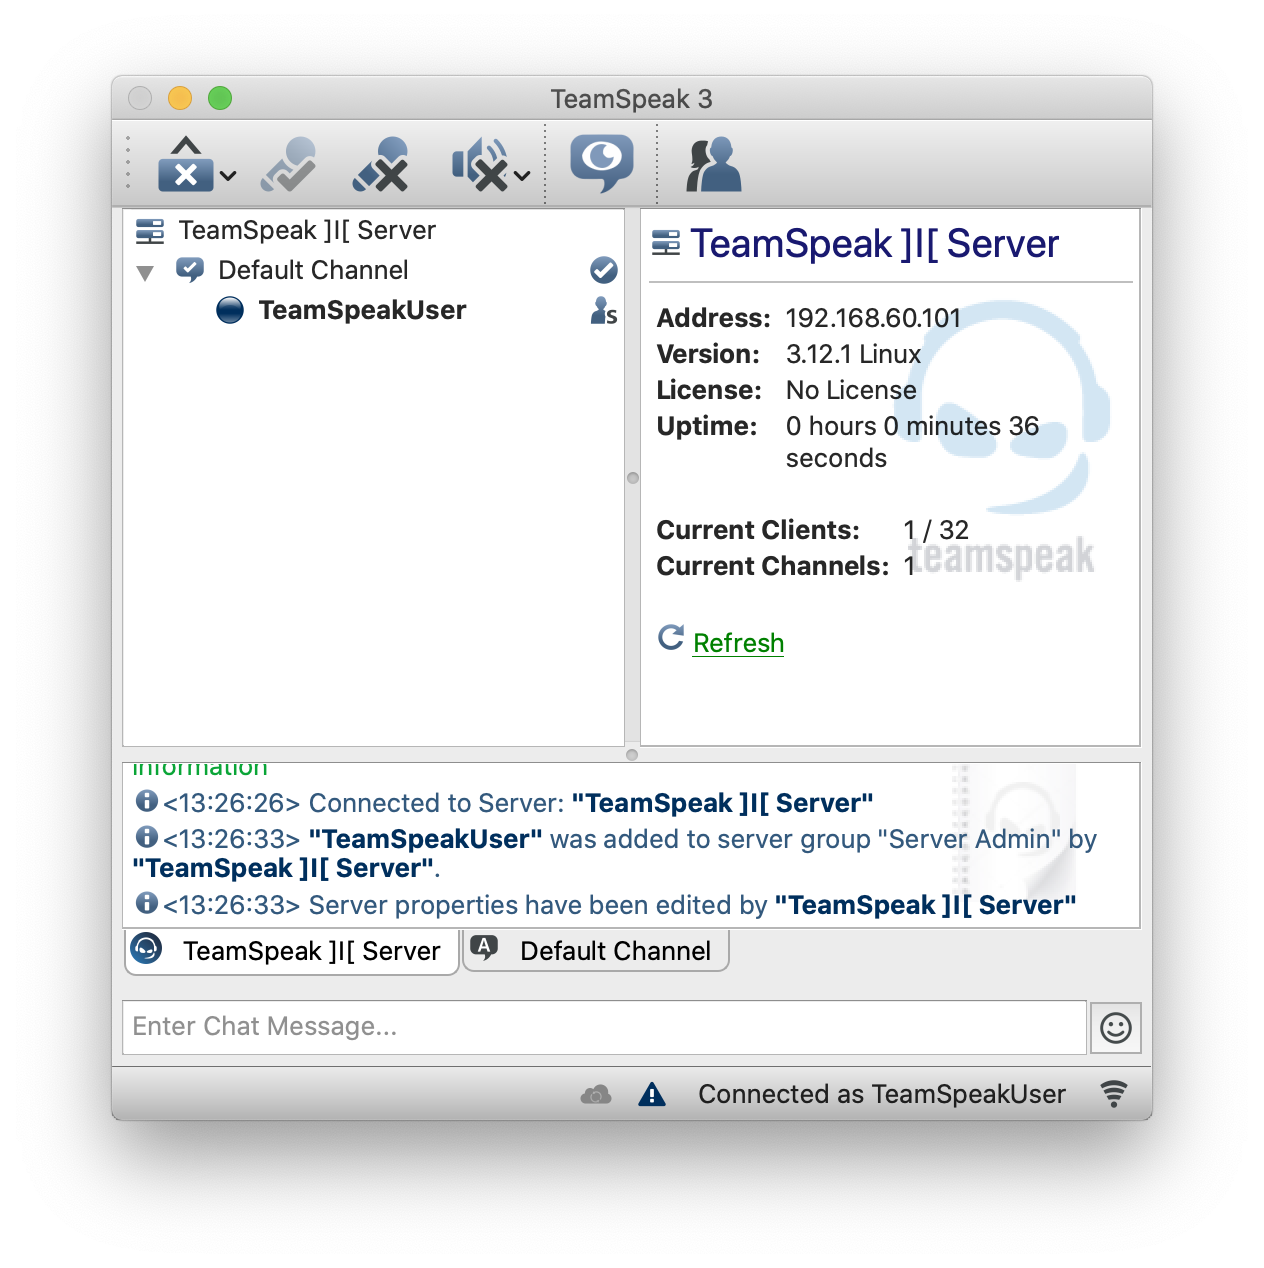 TeamSpeak 3
TeamSpeak ]I[ Server
Default Channel
TeamSpeakUser
S
TeamSpeak ]I[ Server
Address: 192.168.60.101
Version: 3.12.1 Linux
License: No License
Uptime: 0 hours 0 minutes 36
seconds
Current Clients: 1 / 32
Current Channels: 1
teamspeak
Refresh
information
<13:26:26> Connected to Server: "TeamSpeak ]I[ Server"
<13:26:33> "TeamSpeakUser" was added to server group "Server Admin" by
"TeamSpeak ]I[ Server".
<13:26:33> Server properties have been edited by "TeamSpeak ]I[ Server"
TeamSpeak ]I[ Server
A Default Channel
Enter Chat Message...
Connected as TeamSpeakUser